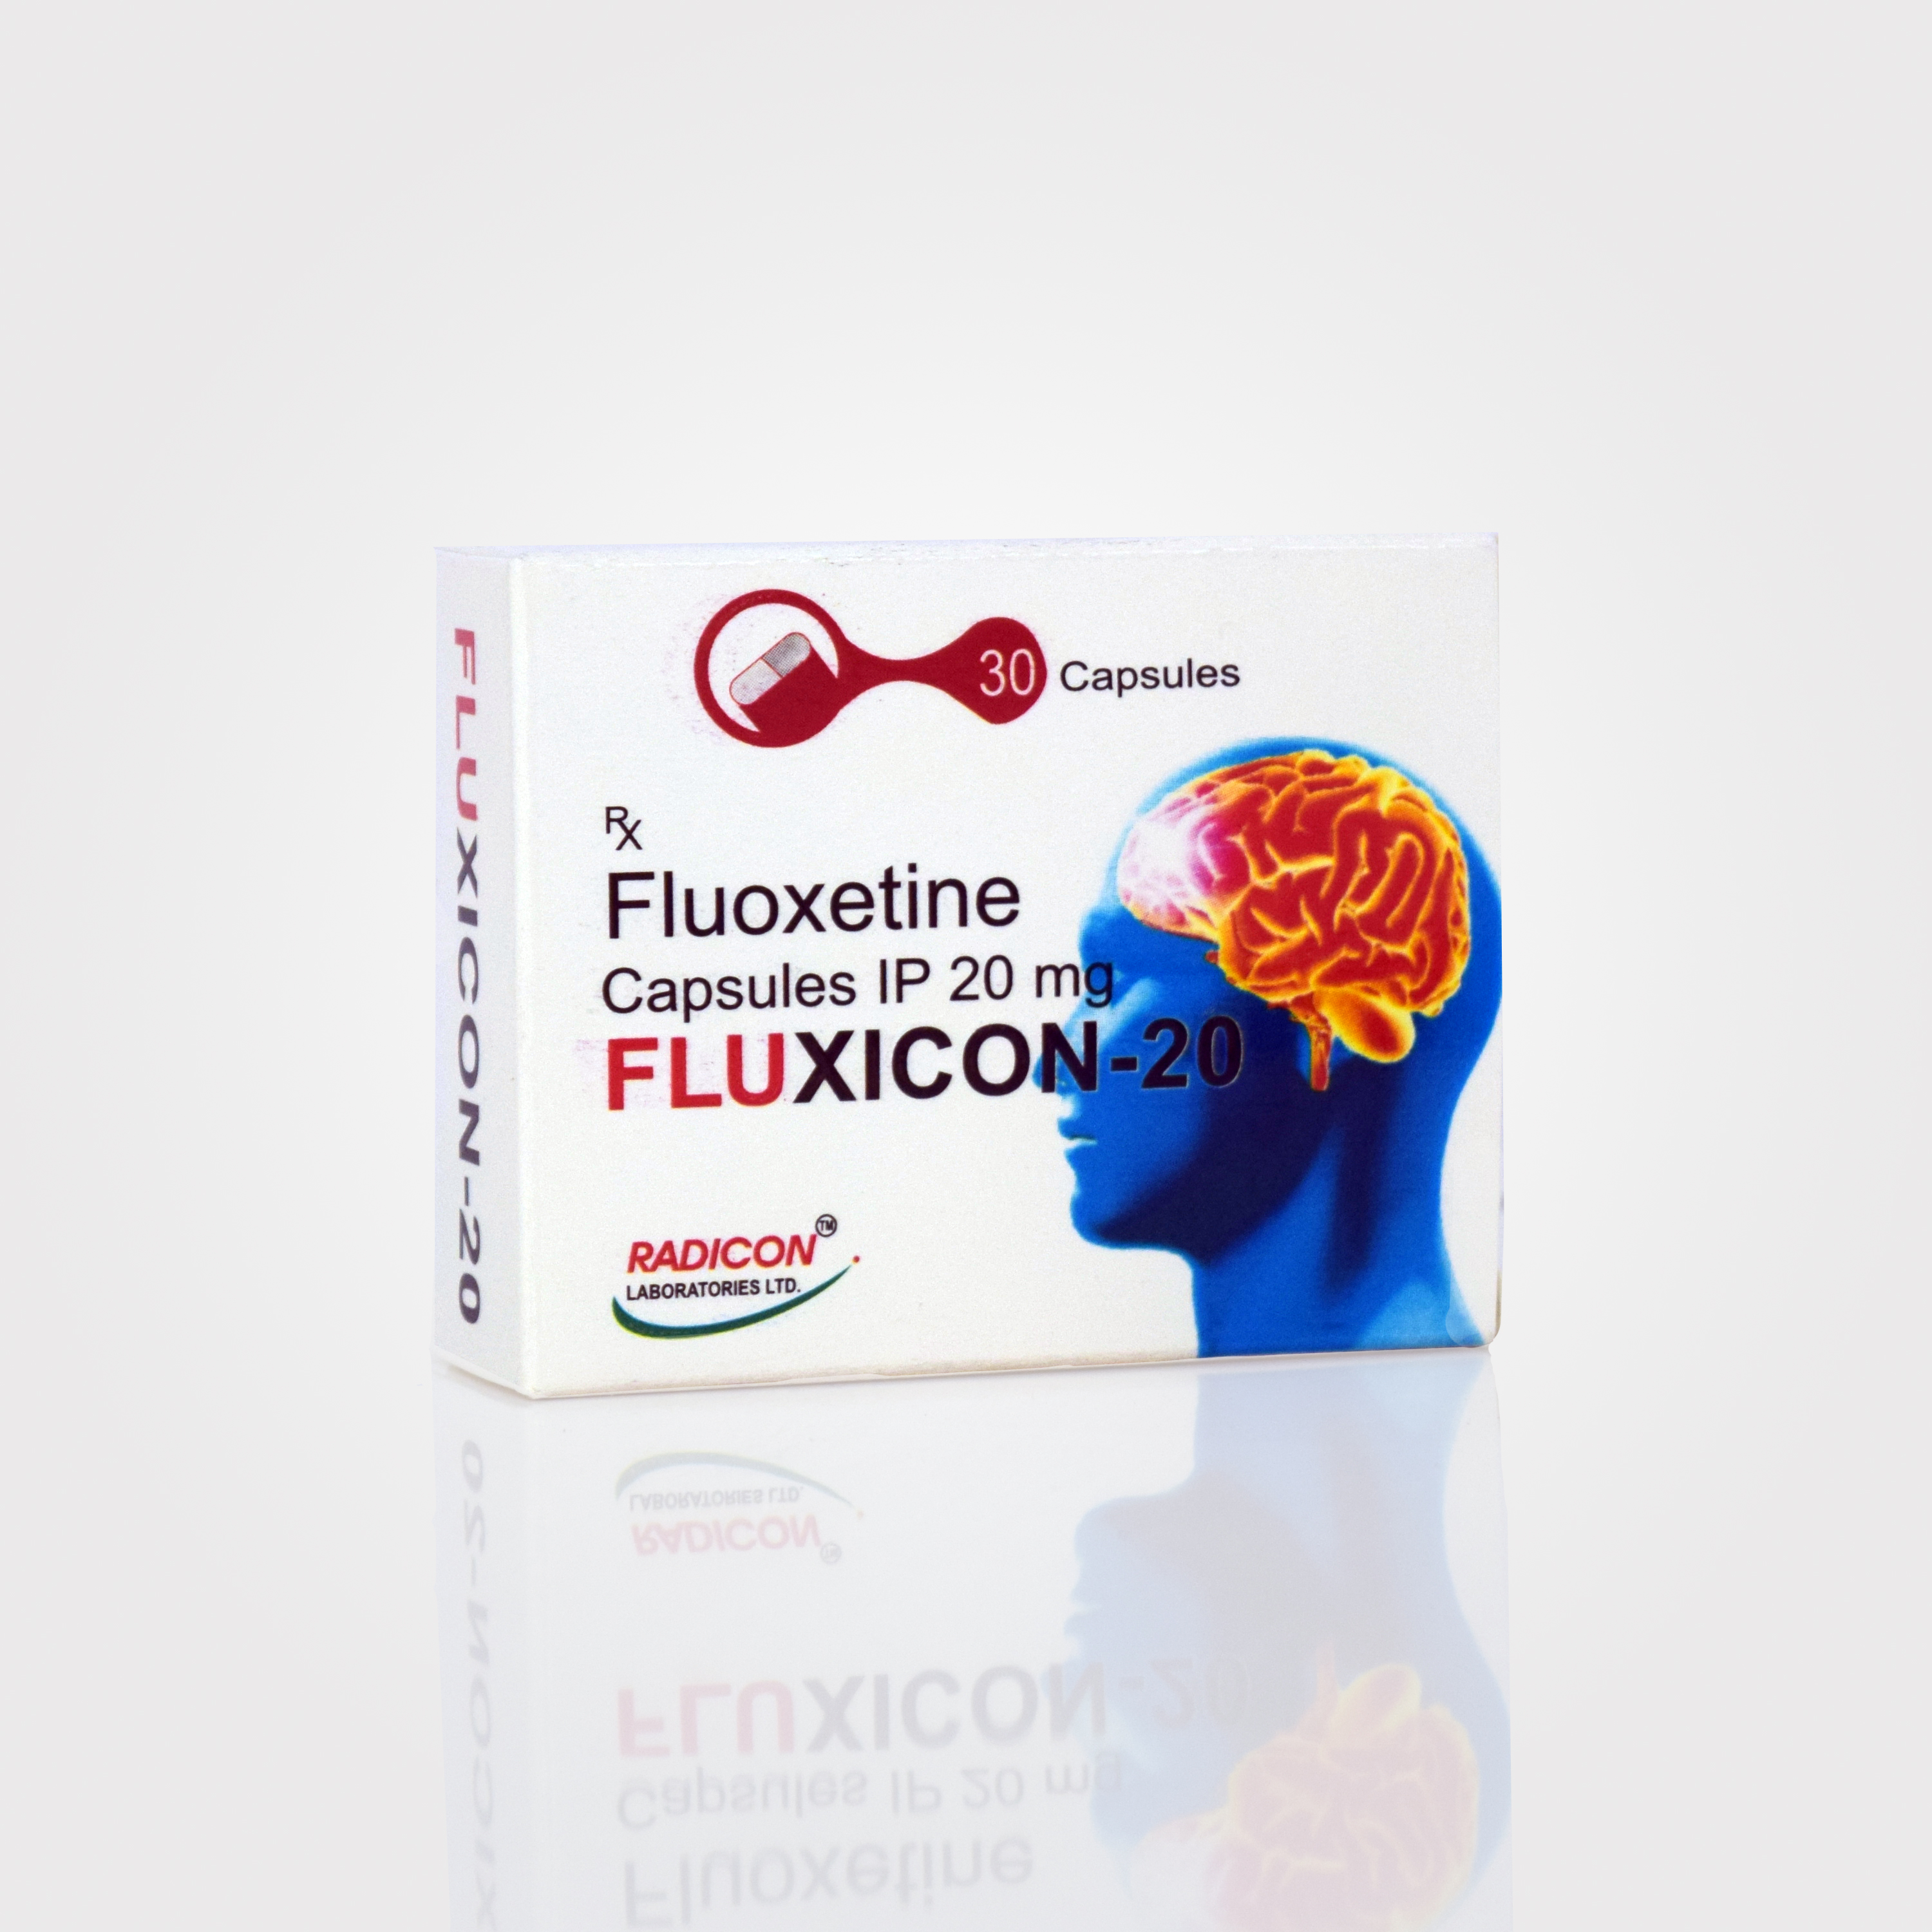 30 Capsules
Rx
Fluoxetine
Capsules IP 20 mg
FLUXICON-20
RADICON™
LABORATORIES LTD.
FLUXICON-20